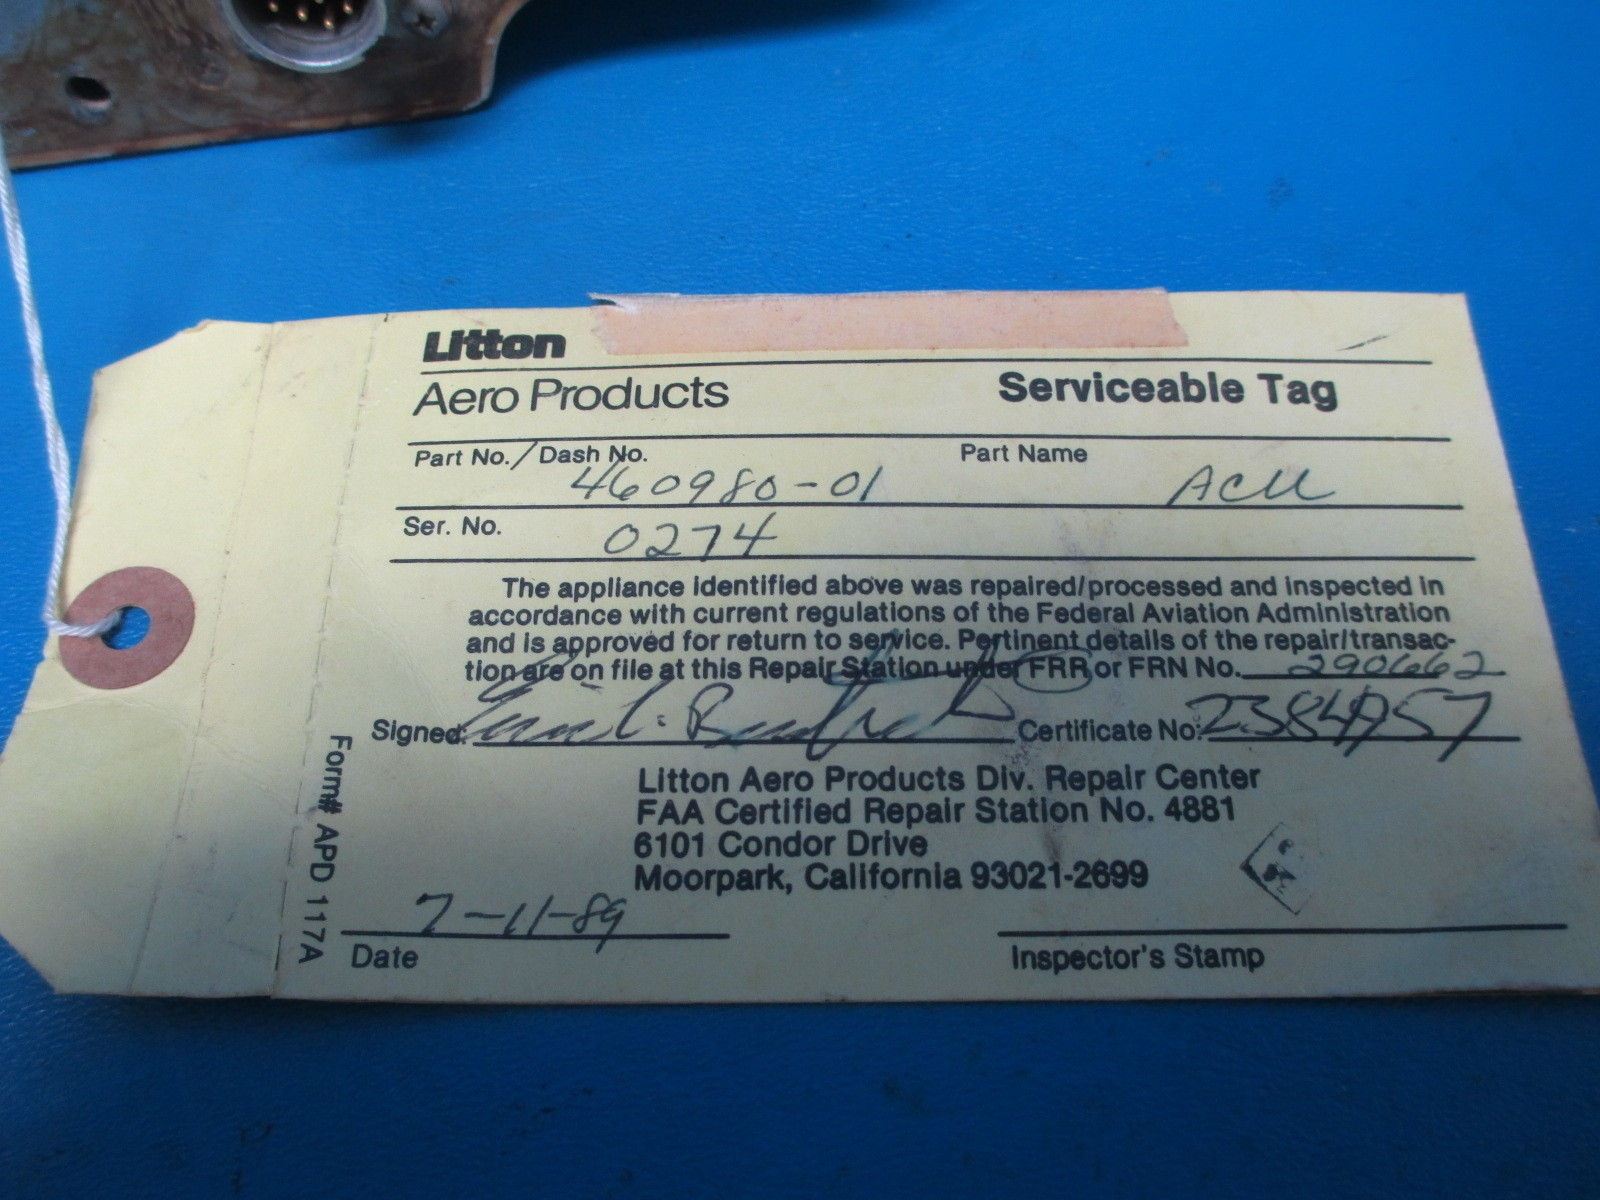 Litton
Aero Products Serviceable Tag
Part No./Dash No. Part Name
460980-01 ACU
Ser. No. 0274
The appliance identified above was repaired/processed and inspected in
accordance with current regulations of the Federal Aviation Administration
and is approved for return to service. Pertinent details of the repair/transac-
tion are on file at this Repair Station under FRR or FRN No. 290662
Signed: Certificate No:
Litton Aero Products Div. Repair Center
FAA Certified Repair Station No. 4881
6101 Condor Drive
Moorpark, California 93021-2699
7-11-89
Date Inspector's Stamp
Form# APD 117A